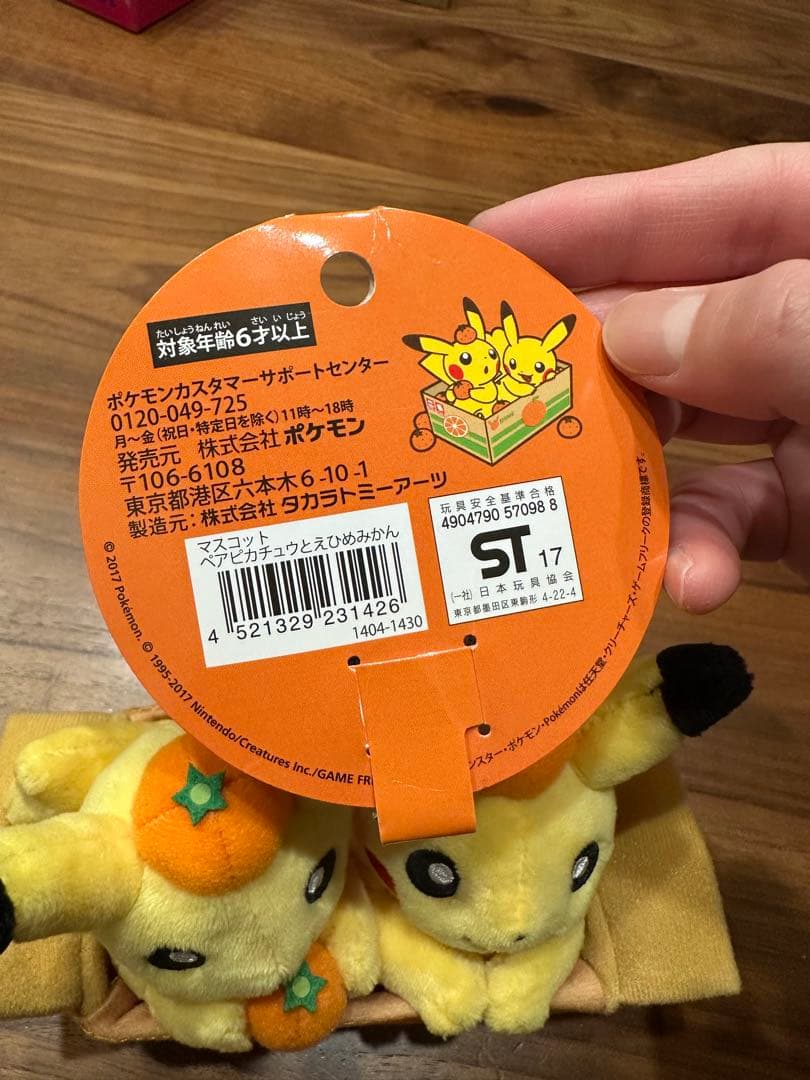 たいしょうねんれい さい いじょう
対象年齢6才以上
ポケモンカスタマーサポートセンター
0120-049-725
月～金(祝日・特定日を除く)11時～18時
発売元 株式会社ポケモン
〒106-6108
東京都港区六本木6-10-1
製造元:株式会社タカラトミーアーツ
マスコット
ペアピカチュウとえひめみかん
4 521329 231426
1404-1430
玩具安全基準合格
4904790 57098 8
ST 17
(一社)日本玩具協会
東京都墨田区東駒形 4-22-4
© 2017 Pokémon. © 1995-2017 Nintendo/Creatures Inc./GAME FR
ンスター・ポケモン・Pokémonは任天堂・クリーチャーズ・ゲームフリークの登録商標です。